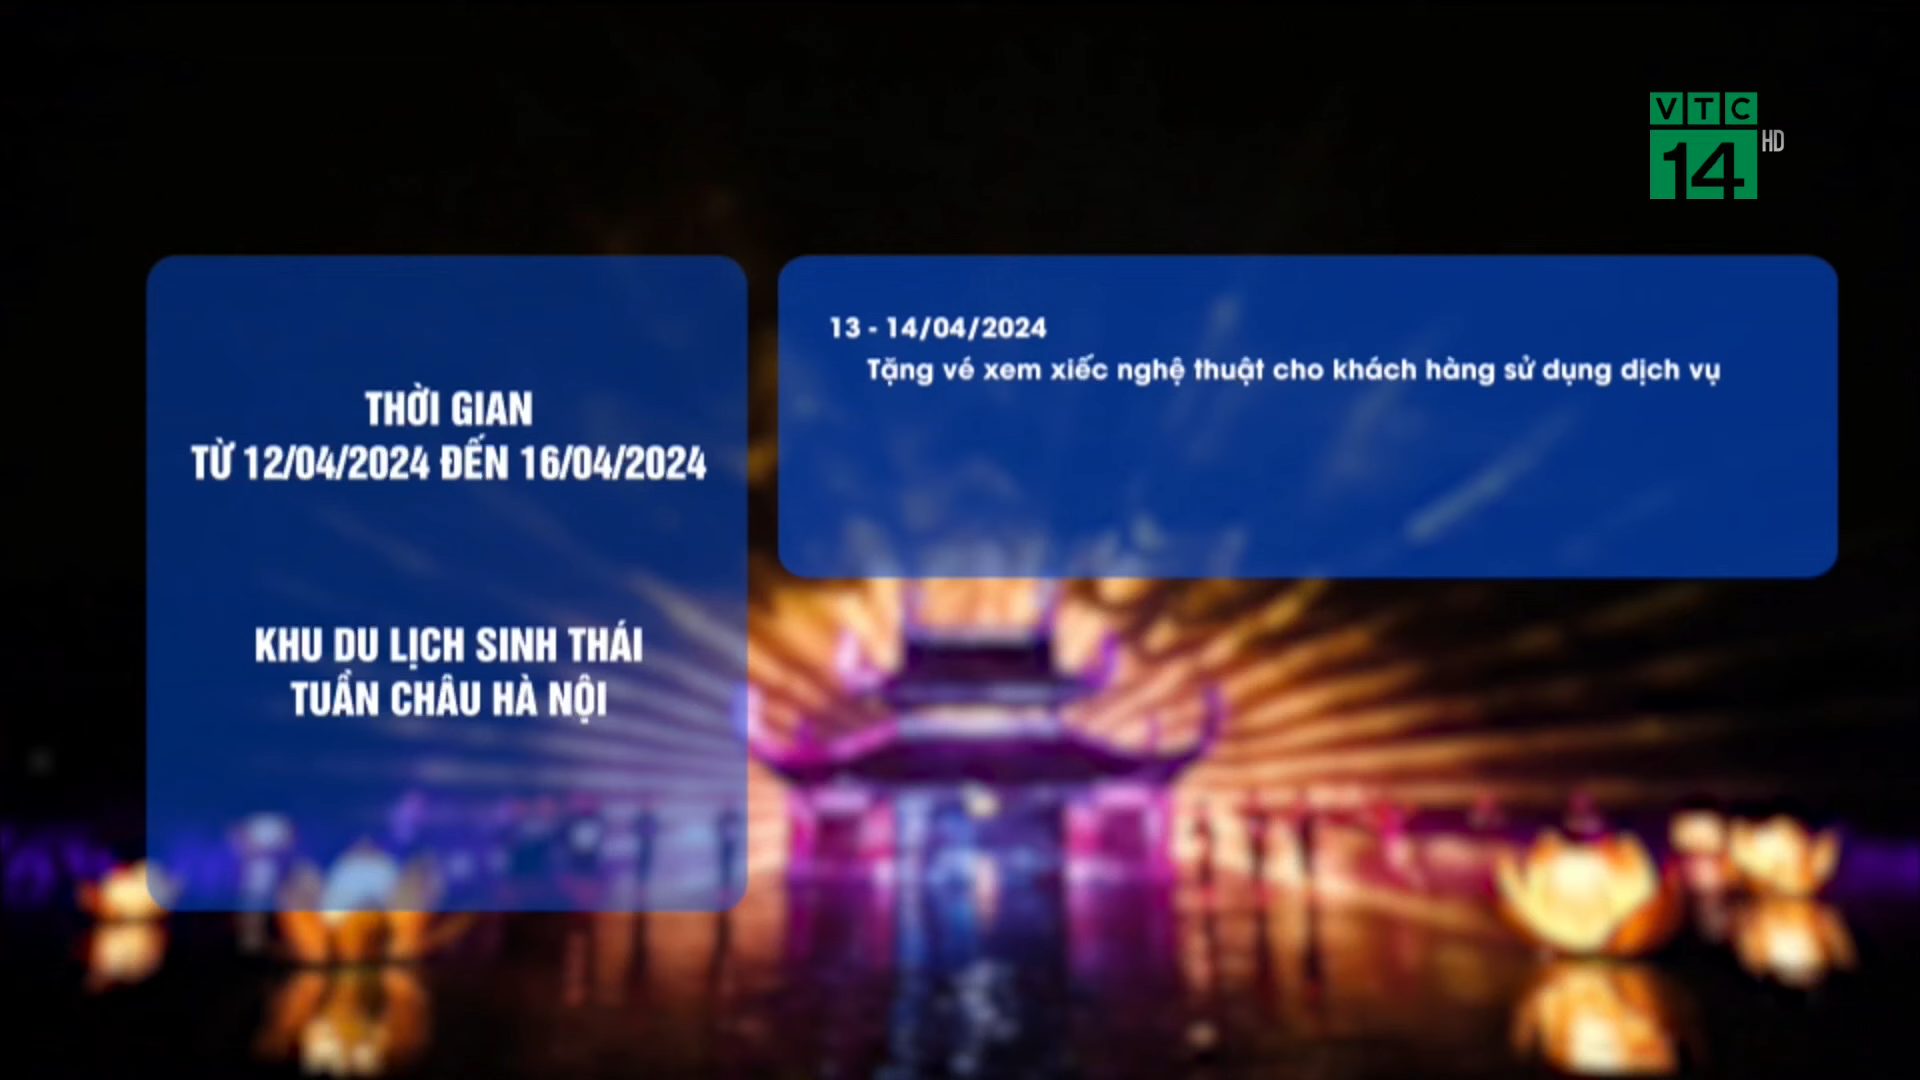 VTC
14 HD
THỜI GIAN
TỪ 12/04/2024 ĐẾN 16/04/2024
KHU DU LỊCH SINH THÁI
TUẦN CHÂU HÀ NỘI
13 - 14/04/2024
Tặng vé xem xiếc nghệ thuật cho khách hàng sử dụng dịch vụ